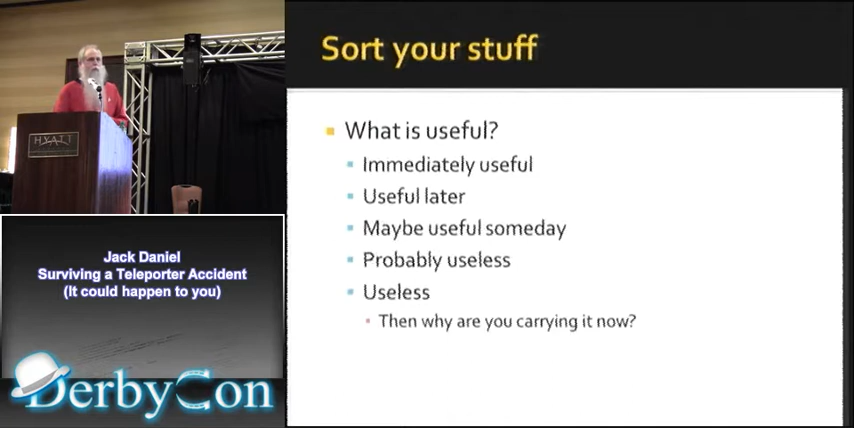 Sort your stuff
What is useful?
Immediately useful
Useful later
Maybe useful someday
Probably useless
Useless
Then why are you carrying it now?
HYATT
Jack Daniel
Surviving a Teleporter Accident
(It could happen to you)
DerbyCon